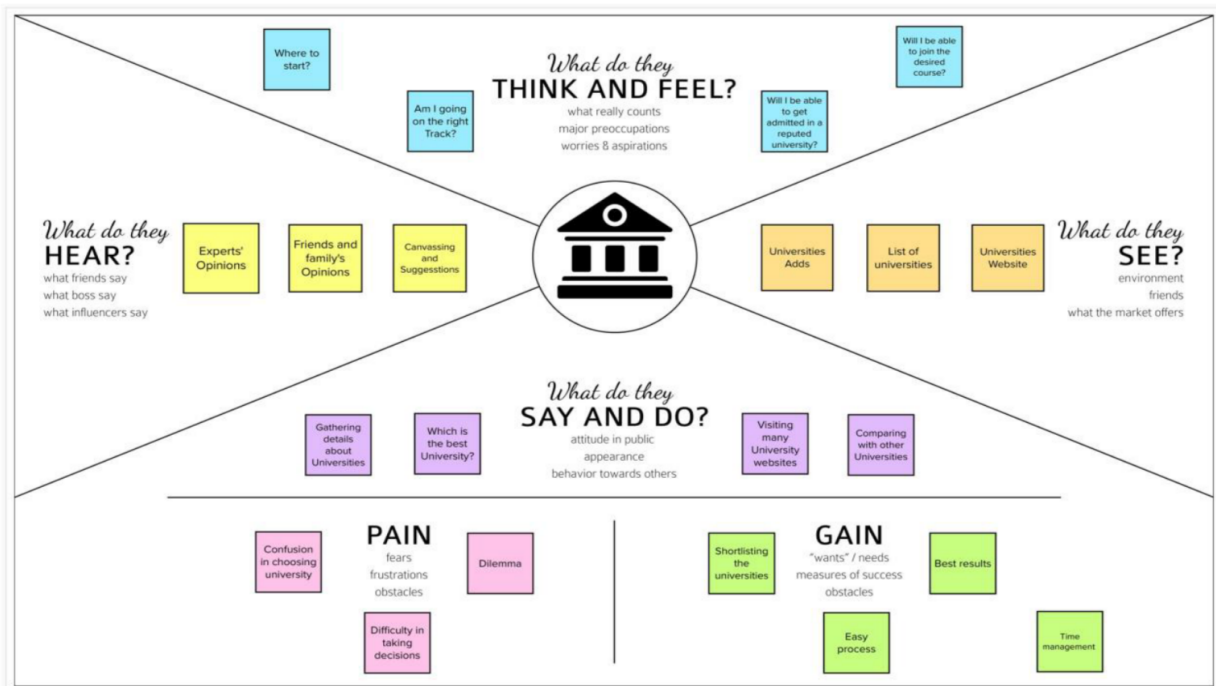 Where to
start?
Am I going
on the right
Track?
What do they
THINK AND FEEL?
what really counts
major preoccupations
worries & aspirations
Will I be able
to get
admitted in a
reputed
university?
Will I be able
to join the
desired
course?
What do they
HEAR?
what friends say
what boss say
what influencers say
Experts'
Opinions
Friends and
family's
Opinions
Canvassing
and
Suggesstions
Universities
Adds
List of
universities
Universities
Website
What do they
SEE?
environment
friends
what the market offers
Gathering
details
about
Universities
Which is
the best
University?
What do they
SAY AND DO?
attitude in public
appearance
behavior towards others
Visiting
many
University
websites
Comparing
with other
Universities
Confusion
in choosing
university
PAIN
fears
frustrations
obstacles
Dilemma
Difficulty in
taking
decisions
Shortlisting
the
universities
GAIN
"wants" / needs
measures of success
obstacles
Best results
Easy
process
Time
management